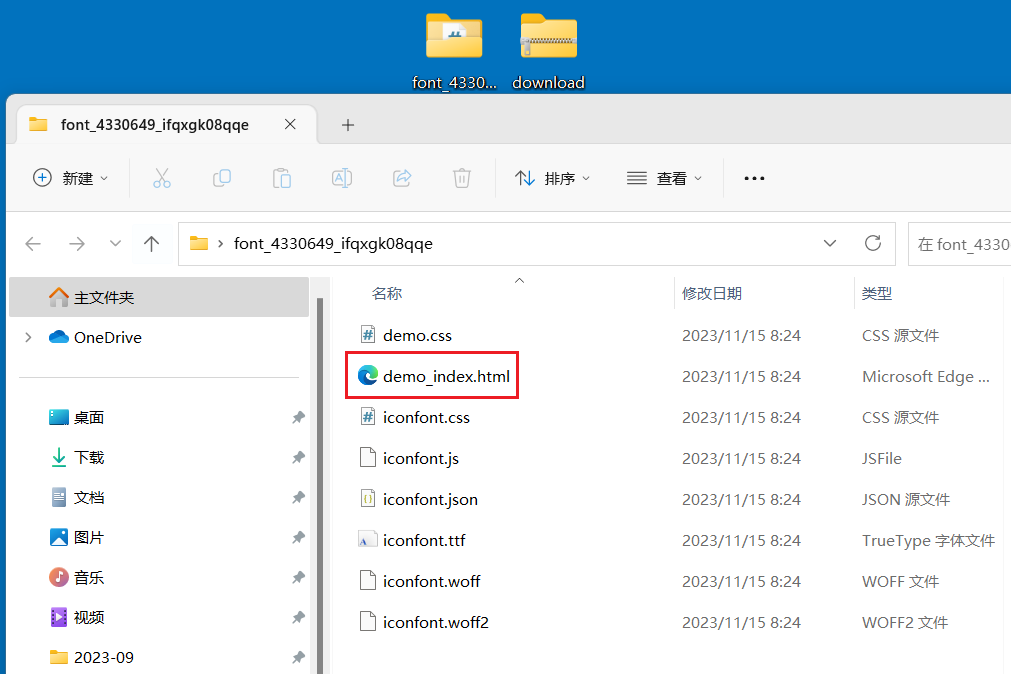 font_4330...
download
font_4330649_ifqxgk08qqe
新建
排序
查看
font_4330649_ifqxgk08qqe
在 font_4330
主文件夹
OneDrive
桌面
下载
文档
图片
音乐
视频
2023-09
名称 修改日期 类型
demo.css 2023/11/15 8:24 CSS 源文件
demo_index.html 2023/11/15 8:24 Microsoft Edge ...
iconfont.css 2023/11/15 8:24 CSS 源文件
iconfont.js 2023/11/15 8:24 JSFile
iconfont.json 2023/11/15 8:24 JSON 源文件
iconfont.ttf 2023/11/15 8:24 TrueType 字体文件
iconfont.woff 2023/11/15 8:24 WOFF 文件
iconfont.woff2 2023/11/15 8:24 WOFF2 文件